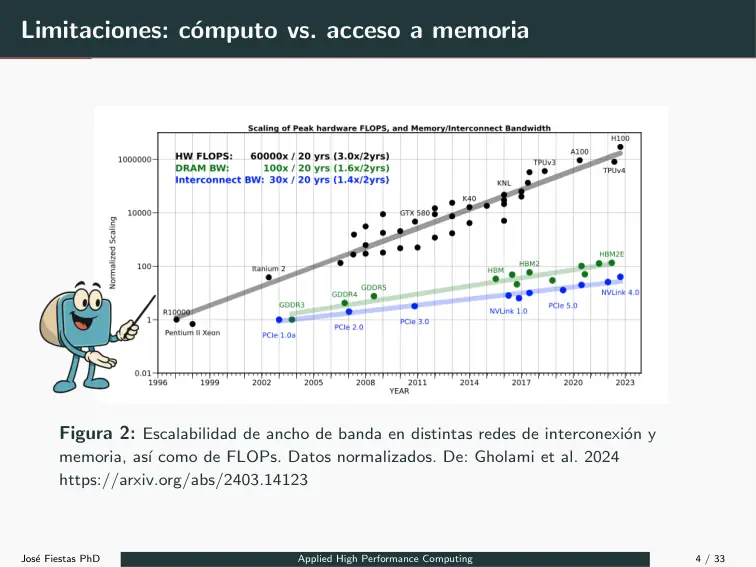 Limitaciones: cómputo vs. acceso a memoria
Scaling of Peak hardware FLOPS, and Memory/Interconnect Bandwidth
HW FLOPS: 60000x / 20 yrs (3.0x/2yrs)
DRAM BW: 100x / 20 yrs (1.6x/2yrs)
Interconnect BW: 30x / 20 yrs (1.4x/2yrs)
Normalized Scaling
1000000
10000
100
1
0.01
H100
A100
TPUv3
TPUv4
KNL
K40
GTX 580
Itanium 2
R10000
Pentium II Xeon
HBM2E
HBM2
HBM
GDDR5
GDDR4
GDDR3
NVLink 4.0
PCIe 5.0
NVLink 1.0
PCIe 3.0
PCIe 2.0
PCIe 1.0a
1996 1999 2002 2005 2008 2011 2014 2017 2020 2023
YEAR
Figura 2: Escalabilidad de ancho de banda en distintas redes de interconexión y
memoria, así como de FLOPs. Datos normalizados. De: Gholami et al. 2024
https://arxiv.org/abs/2403.14123
José Fiestas PhD
Applied High Performance Computing
4 / 33